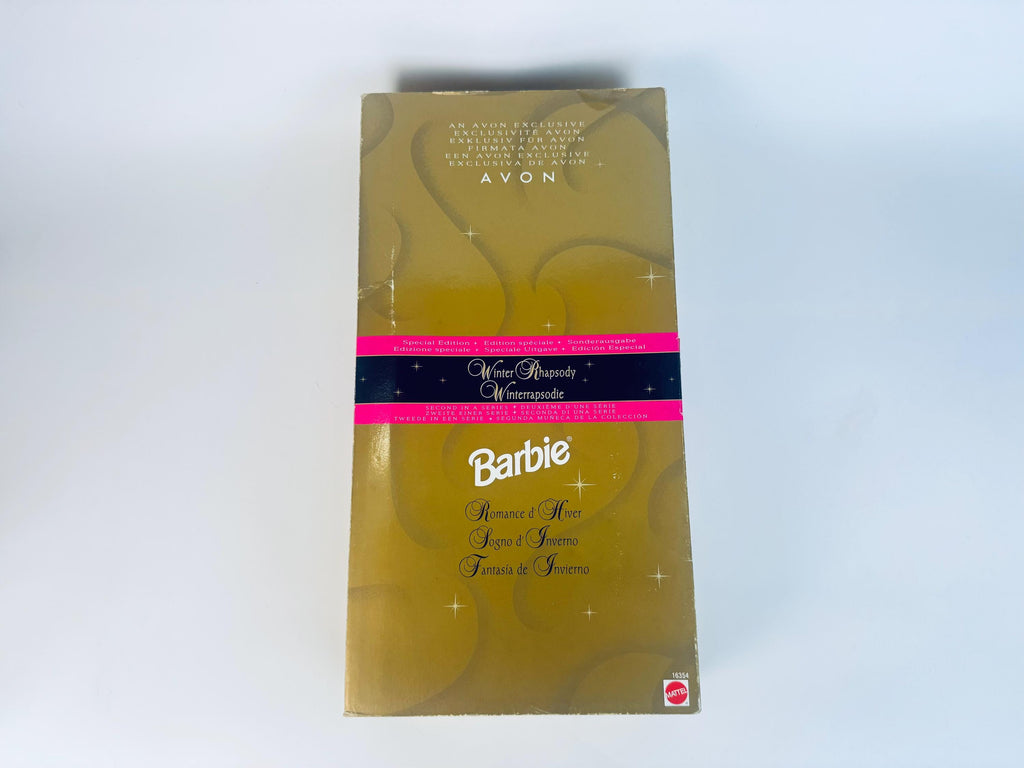 AN AVON EXCLUSIVE
EXCLUSIVITÉ AVON
EXKLUSIV FÜR AVON
FIRMATA AVON
EEN AVON EXCLUSIVE
EXCLUSIVA DE AVON
AVON
Special Edition • Edition spéciale • Sonderausgabe
Edizione speciale • Speciale Uitgave • Edición Especial
Winter Rhapsody
Winterrapsodie
SECOND IN A SERIES • DEUXIÈME D'UNE SÉRIE
ZWEITE EINER SERIE • SECONDA DI UNA SERIE
TWEEDE IN EEN SERIE • SEGUNDA MUÑECA DE LA COLECCIÓN
Barbie®
Romance d'Hiver
Sogno d'Inverno
Fantasía de Invierno
16354
MATTEL